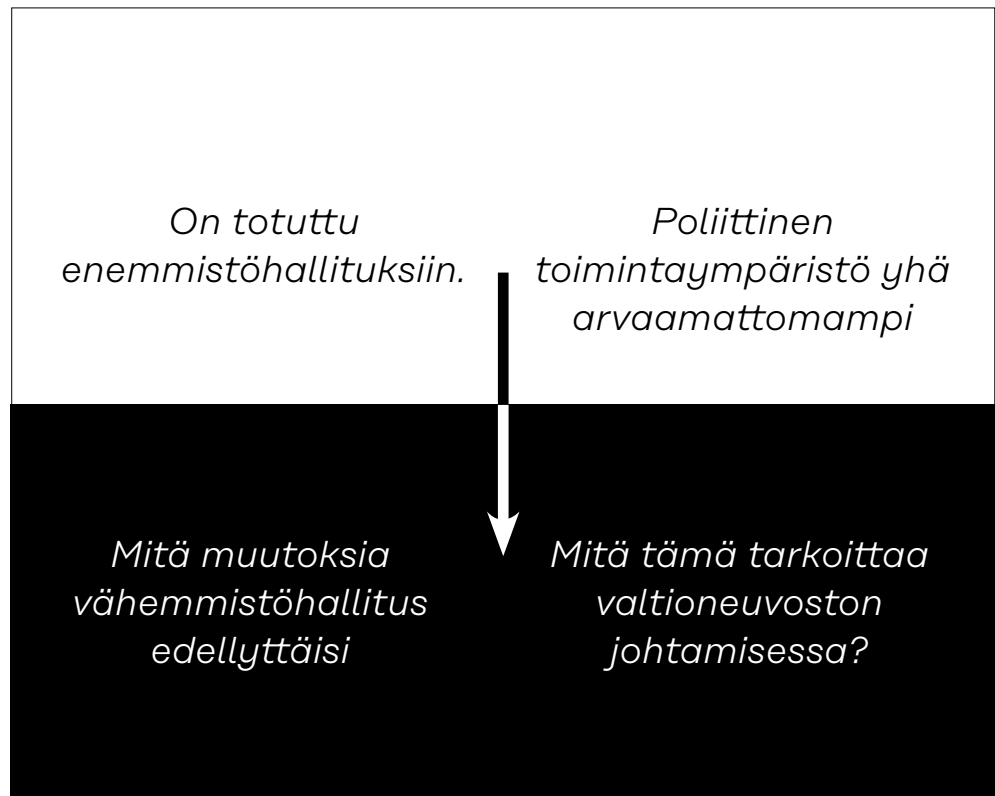 On totuttu
enemmistöhallituksiin.
Poliittinen
toimintaympäristö yhä
arvaamattomampi
Mitä muutoksia
vähemmistöhallitus
edellyttäisi
Mitä tämä tarkoittaa
valtioneuvoston
johtamisessa?